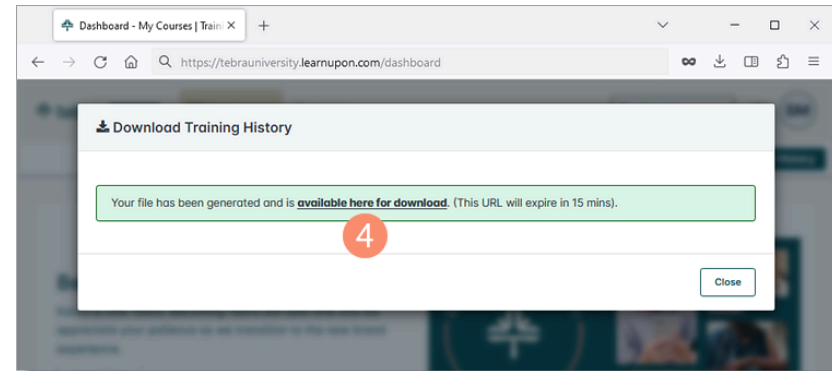 Dashboard - My Courses | Traini
https://tebrauniversity.learnupon.com/dashboard
Download Training History
Your file has been generated and is available here for download. (This URL will expire in 15 mins).
4
Close